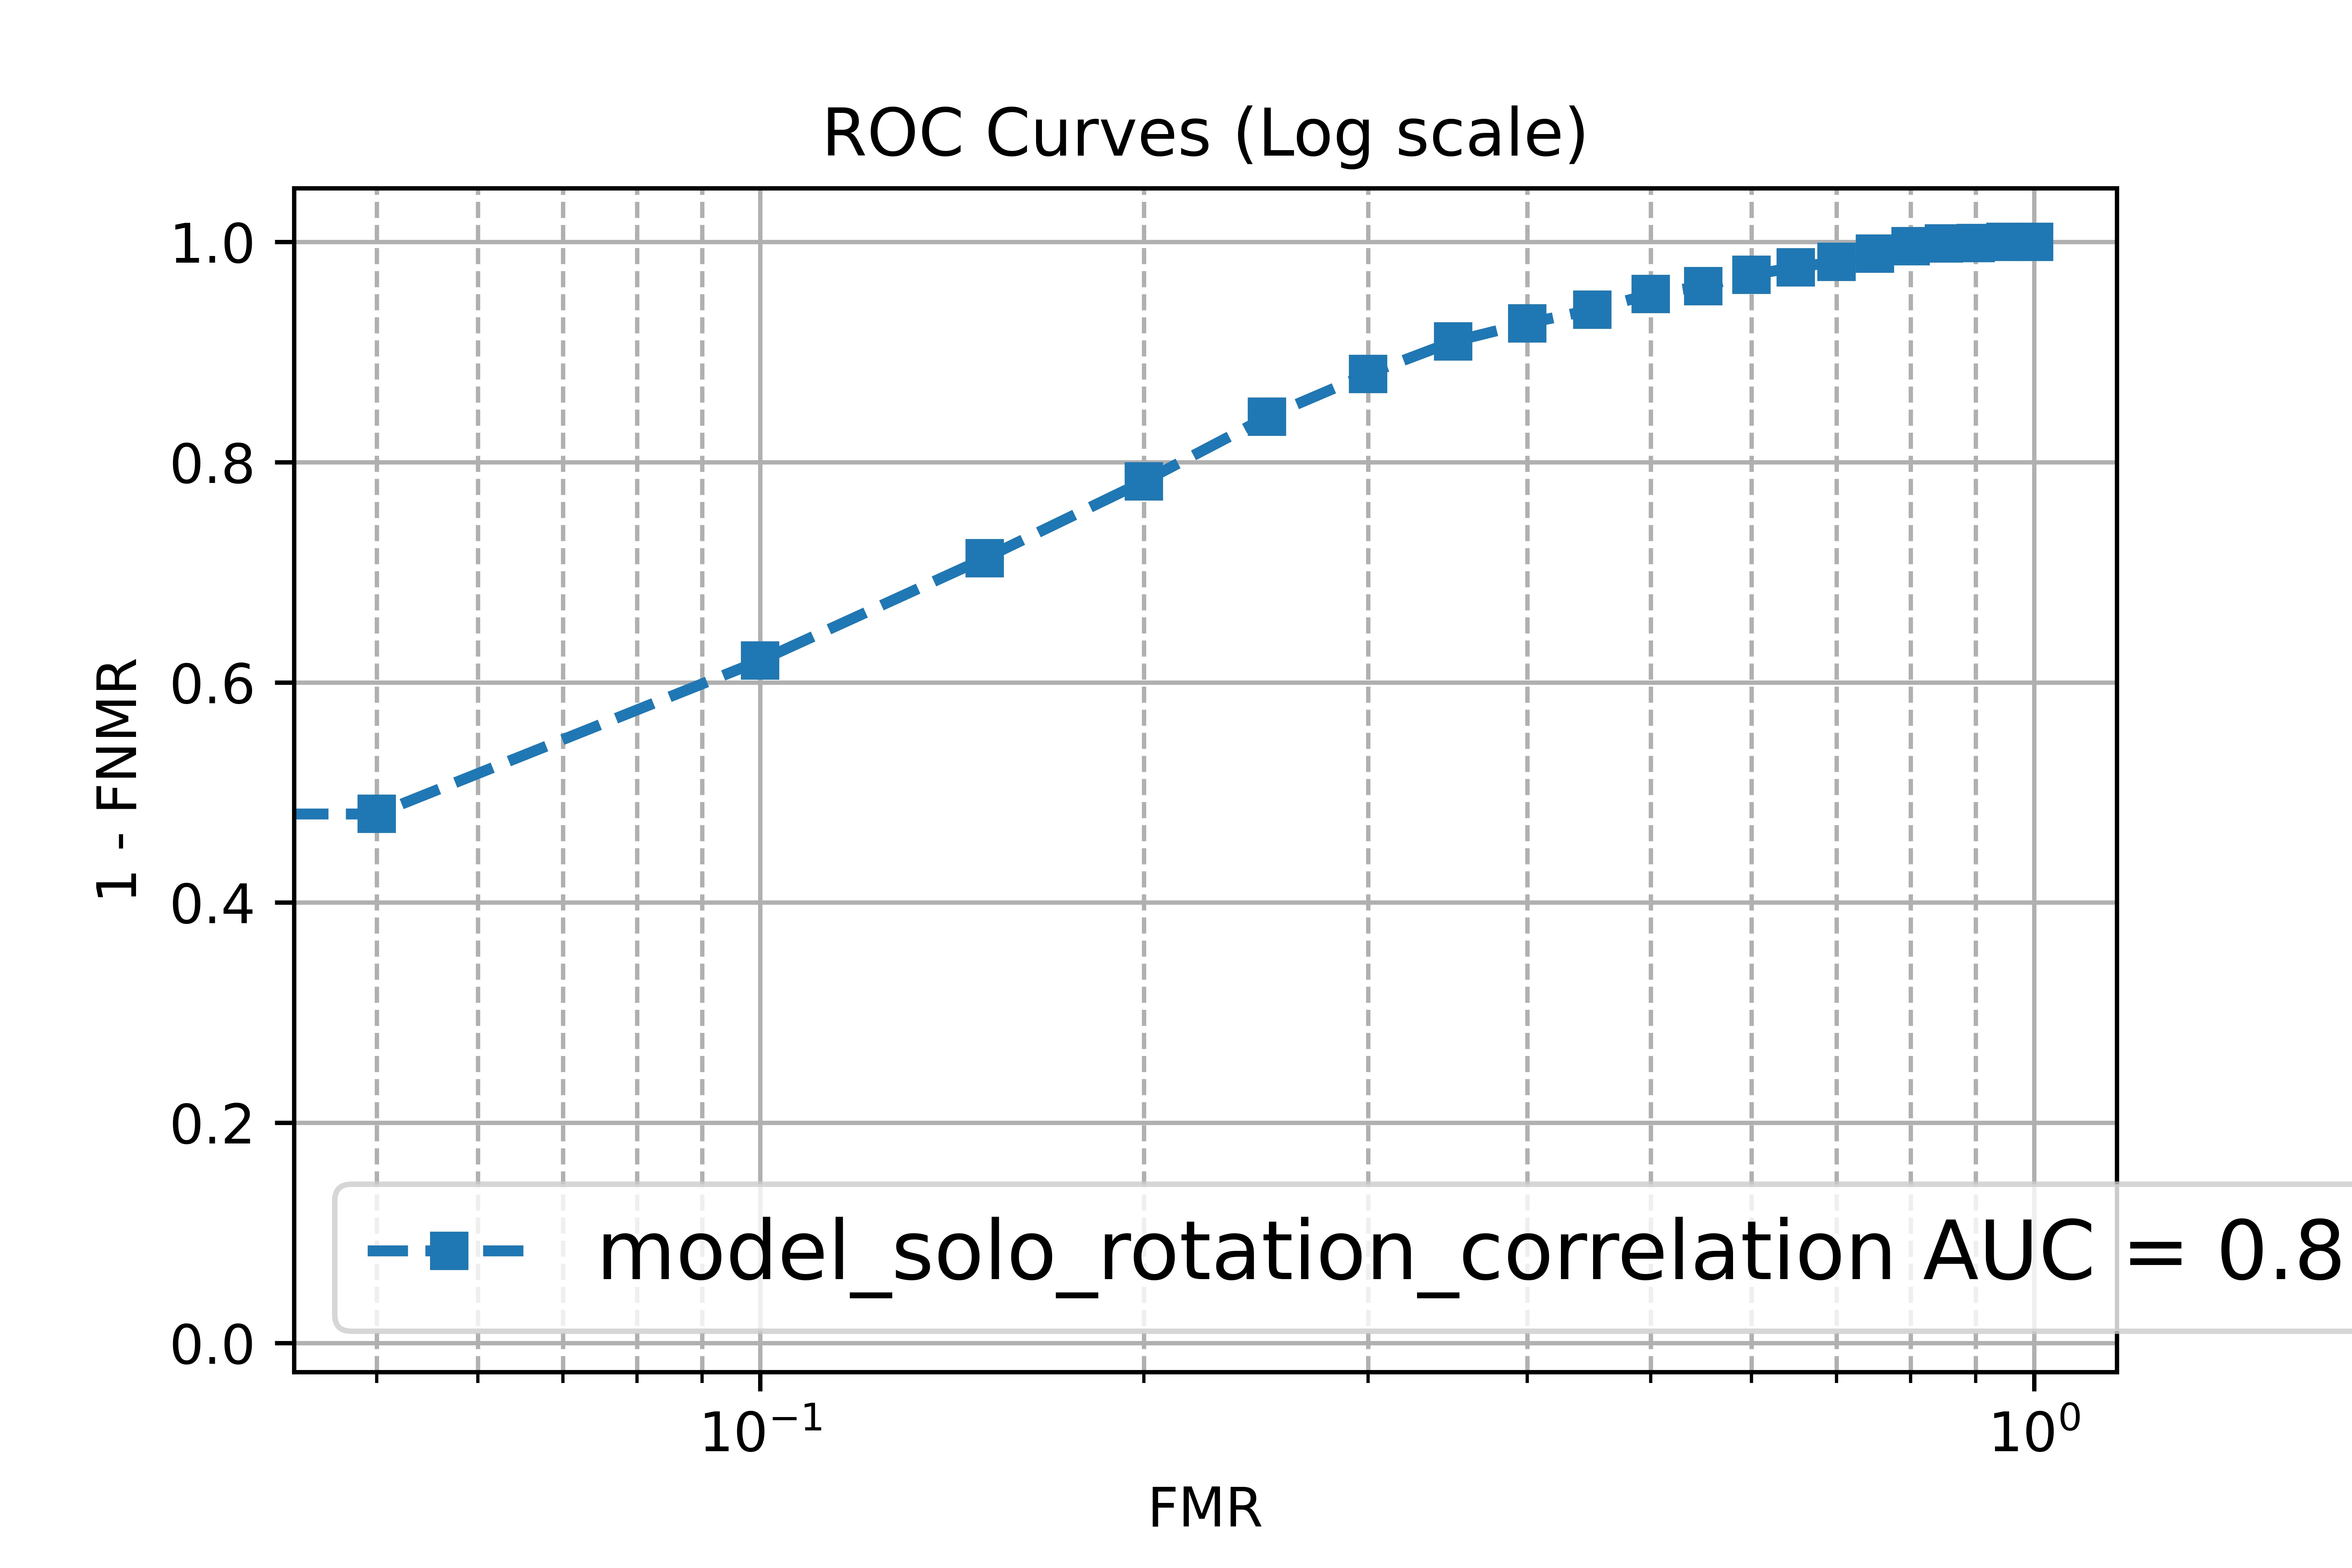 ROC Curves (Log scale)
1.0
0.8
0.6
0.4
0.2
0.0
1 - FNMR
model_solo_rotation_correlation AUC = 0.8
10⁻¹
10⁰
FMR